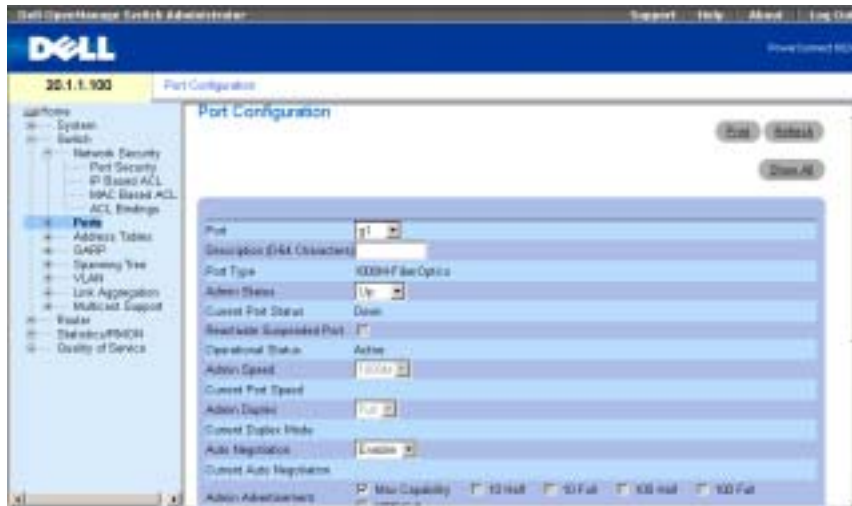 Dell OpenManage Switch Administrator
Support Help About Log Out
DELL
PowerConnect
20.1.1.100
Port Configuration
Home
System
Switch
Network Security
Port Security
IP Based ACL
MAC Based ACL
ACL Bindings
Ports
Address Tables
GARP
Spanning Tree
VLAN
Link Aggregation
Multicast Support
Router
Statistics/RMON
Quality of Service
Port Configuration
Print Refresh
Show All
Port g1
Description (0-64 Characters)
Port Type 1000M-FiberOptics
Admin Status Up
Current Port Status Down
Reactivate Suspended Port
Operational Status Active
Admin Speed 1000M
Current Port Speed
Admin Duplex Full
Current Duplex Mode
Auto Negotiation Enable
Current Auto Negotiation
Admin Advertisement Max Capability 10 Half 10 Full 100 Half 100 Full